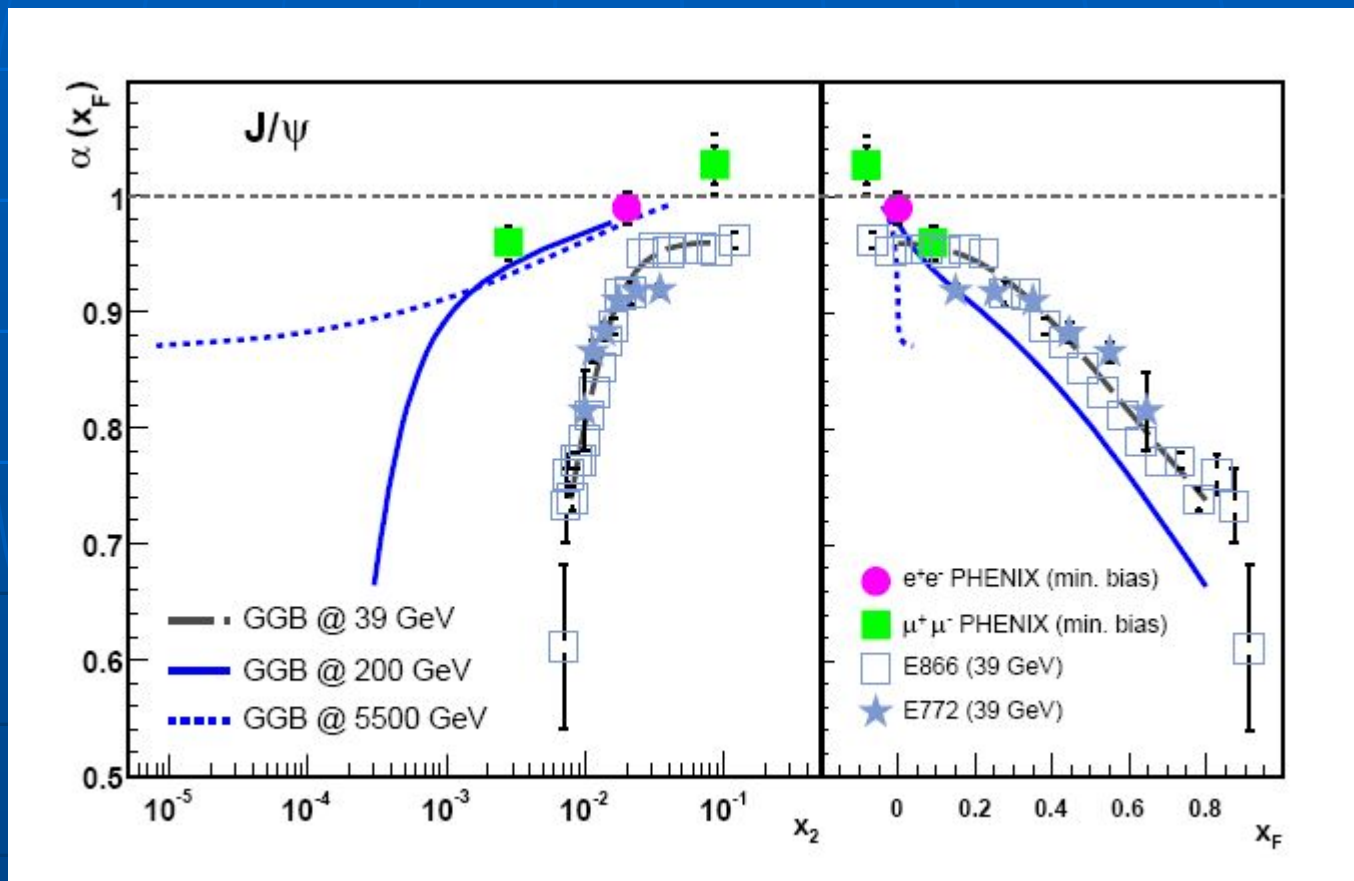 α (x_F)
J/ψ
1
0.9
0.8
0.7
0.6
0.5
GGB @ 39 GeV
GGB @ 200 GeV
GGB @ 5500 GeV
10⁻⁵ 10⁻⁴ 10⁻³ 10⁻² 10⁻¹
x₂
e⁺e⁻ PHENIX (min. bias)
μ⁺μ⁻ PHENIX (min. bias)
E866 (39 GeV)
E772 (39 GeV)
0 0.2 0.4 0.6 0.8
x_F